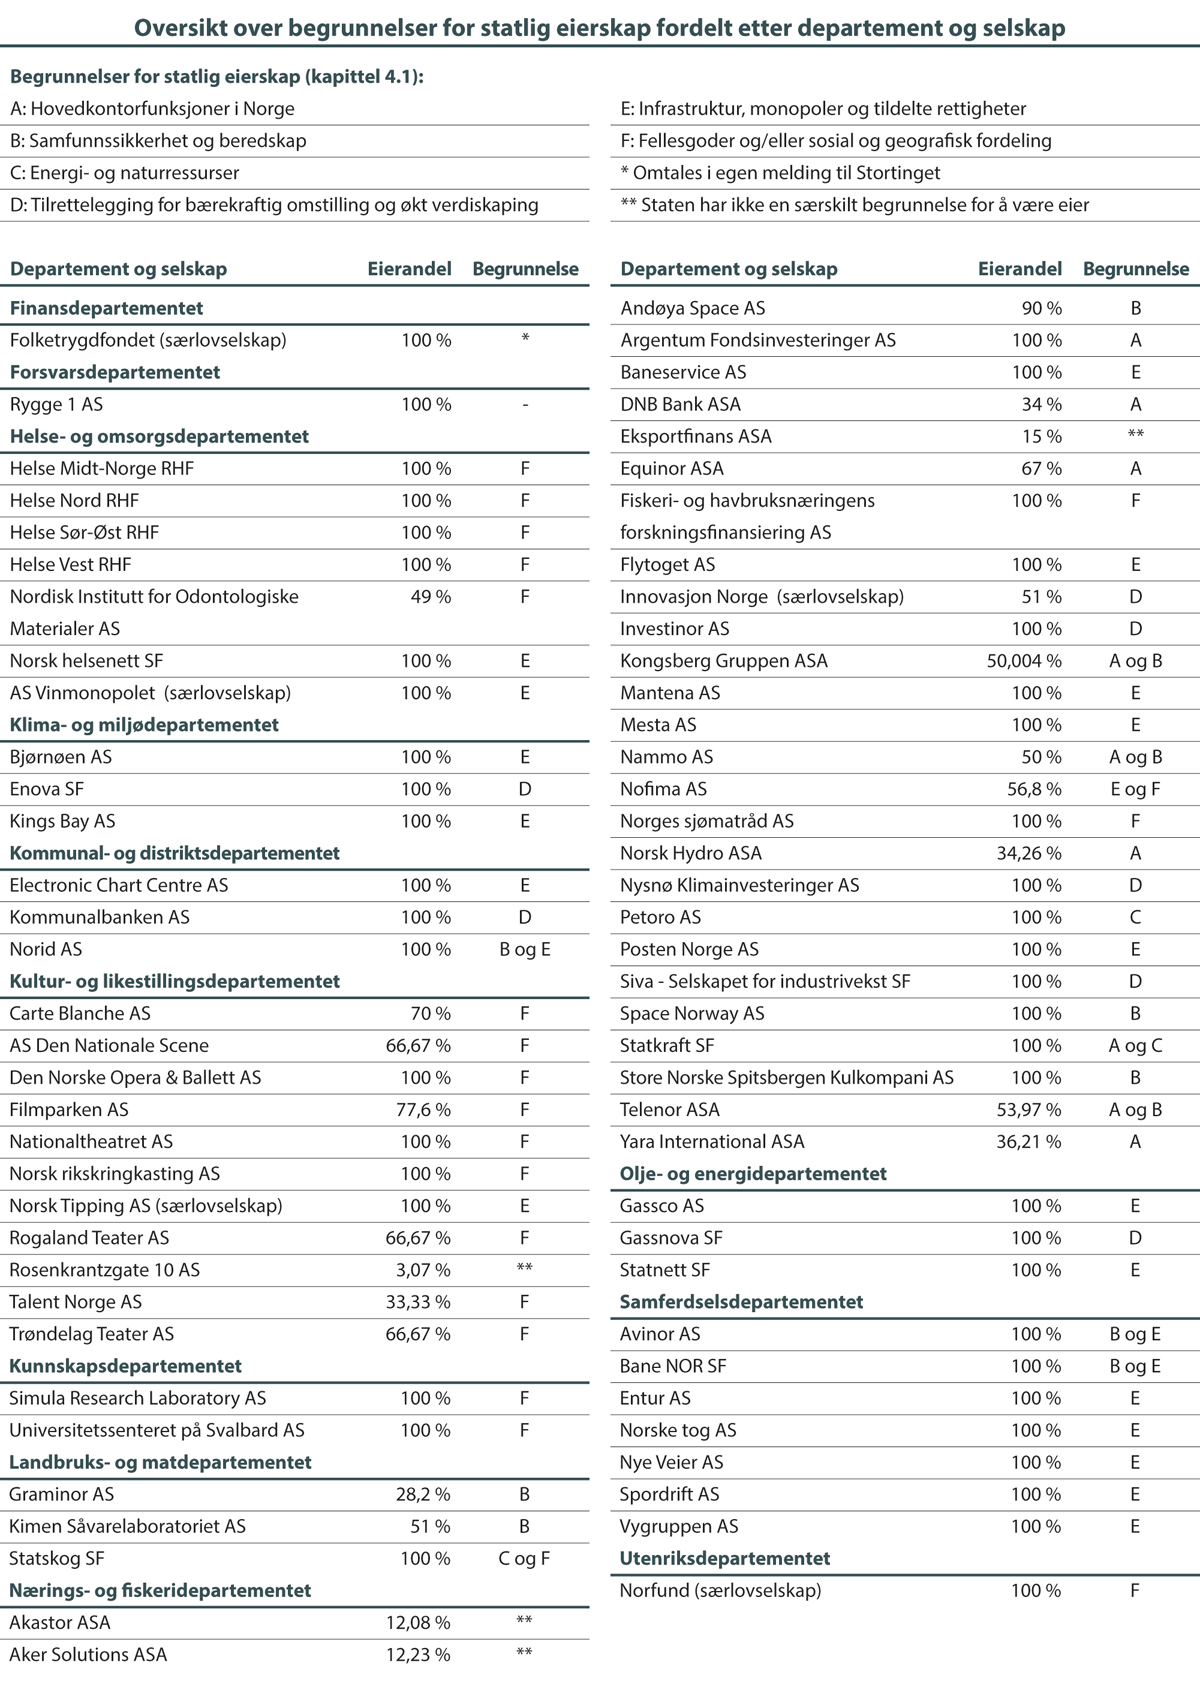 Oversikt over begrunnelser for statlig eierskap fordelt etter departement og selskap
Begrunnelser for statlig eierskap (kapittel 4.1):
A: Hovedkontorfunksjoner i Norge
B: Samfunnssikkerhet og beredskap
C: Energi- og naturressurser
D: Tilrettelegging for bærekraftig omstilling og økt verdiskaping
E: Infrastruktur, monopoler og tildelte rettigheter
F: Fellesgoder og/eller sosial og geografisk fordeling
* Omtales i egen melding til Stortinget
** Staten har ikke en særskilt begrunnelse for å være eier
Departement og selskap Eierandel Begrunnelse
Finansdepartementet
Folketrygdfondet (særlovselskap) 100 % *
Forsvarsdepartementet
Rygge 1 AS 100 % -
Helse- og omsorgsdepartementet
Helse Midt-Norge RHF 100 % F
Helse Nord RHF 100 % F
Helse Sør-Øst RHF 100 % F
Helse Vest RHF 100 % F
Nordisk Institutt for Odontologiske 49 % F
Materialer AS
Norsk helsenett SF 100 % E
AS Vinmonopolet (særlovselskap) 100 % E
Klima- og miljødepartementet
Bjørnøen AS 100 % E
Enova SF 100 % D
Kings Bay AS 100 % E
Kommunal- og distriktsdepartementet
Electronic Chart Centre AS 100 % E
Kommunalbanken AS 100 % D
Norid AS 100 % B og E
Kultur- og likestillingsdepartementet
Carte Blanche AS 70 % F
AS Den Nationale Scene 66,67 % F
Den Norske Opera & Ballett AS 100 % F
Filmparken AS 77,6 % F
Nationaltheatret AS 100 % F
Norsk rikskringkasting AS 100 % F
Norsk Tipping AS (særlovselskap) 100 % E
Rogaland Teater AS 66,67 % F
Rosenkrantzgate 10 AS 3,07 % **
Talent Norge AS 33,33 % F
Trøndelag Teater AS 66,67 % F
Kunnskapsdepartementet
Simula Research Laboratory AS 100 % F
Universitetssenteret på Svalbard AS 100 % F
Landbruks- og matdepartementet
Graminor AS 28,2 % B
Kimen Såvarelaboratoriet AS 51 % B
Statskog SF 100 % C og F
Nærings- og fiskeridepartementet
Akastor ASA 12,08 % **
Aker Solutions ASA 12,23 % **
Departement og selskap Eierandel Begrunnelse
Andøya Space AS 90 % B
Argentum Fondsinvesteringer AS 100 % A
Baneservice AS 100 % E
DNB Bank ASA 34 % A
Eksportfinans ASA 15 % **
Equinor ASA 67 % A
Fiskeri- og havbruksnæringens 100 % F
forskningsfinansiering AS
Flytoget AS 100 % E
Innovasjon Norge (særlovselskap) 51 % D
Investinor AS 100 % D
Kongsberg Gruppen ASA 50,004 % A og B
Mantena AS 100 % E
Mesta AS 100 % E
Nammo AS 50 % A og B
Nofima AS 56,8 % E og F
Norges sjømatråd AS 100 % F
Norsk Hydro ASA 34,26 % A
Nysnø Klimainvesteringer AS 100 % D
Petoro AS 100 % C
Posten Norge AS 100 % E
Siva - Selskapet for industrivekst SF 100 % D
Space Norway AS 100 % B
Statkraft SF 100 % A og C
Store Norske Spitsbergen Kulkompani AS 100 % B
Telenor ASA 53,97 % A og B
Yara International ASA 36,21 % A
Olje- og energidepartementet
Gassco AS 100 % E
Gassnova SF 100 % D
Statnett SF 100 % E
Samferdselsdepartementet
Avinor AS 100 % B og E
Bane NOR SF 100 % B og E
Entur AS 100 % E
Norske tog AS 100 % E
Nye Veier AS 100 % E
Spordrift AS 100 % E
Vygruppen AS 100 % E
Utenriksdepartementet
Norfund (særlovselskap) 100 % F